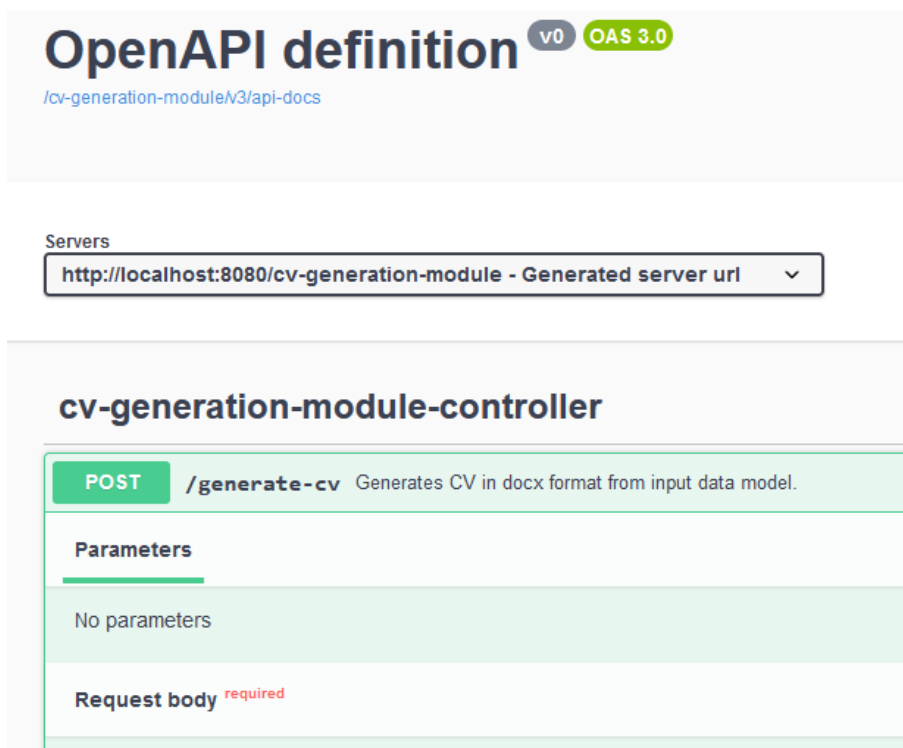 OpenAPI definition v0 OAS 3.0
/cv-generation-module/v3/api-docs
Servers
http://localhost:8080/cv-generation-module - Generated server url
cv-generation-module-controller
POST /generate-cv Generates CV in docx format from input data model.
Parameters
No parameters
Request body required